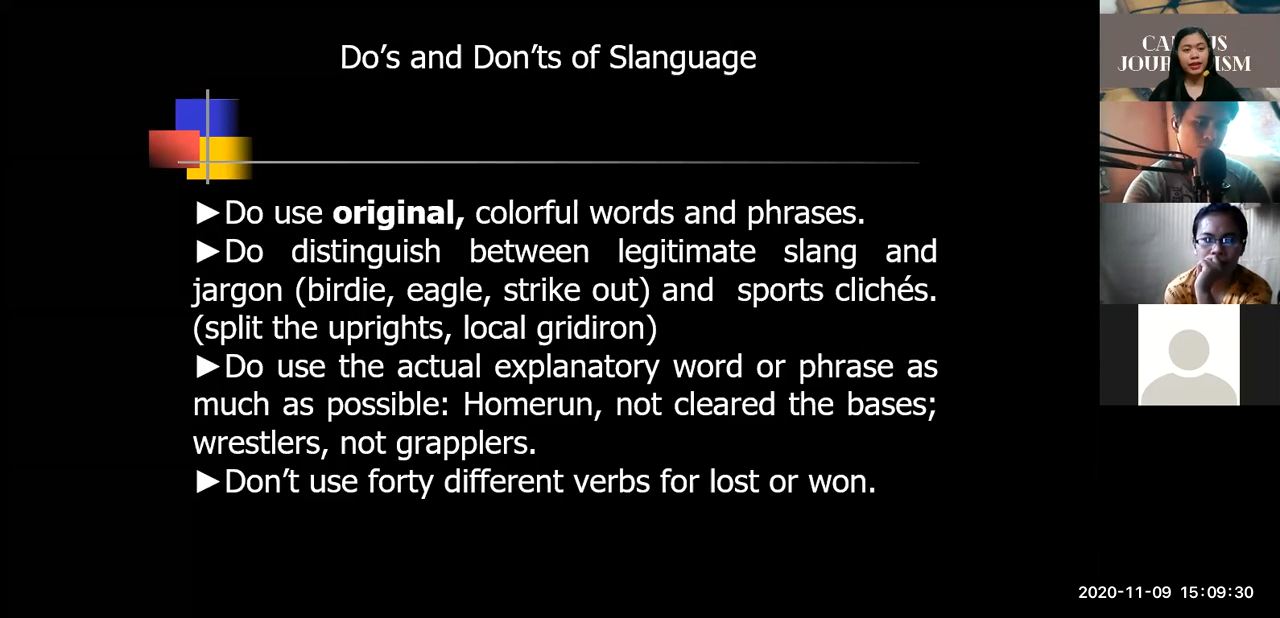 Do's and Don'ts of Slanguage
►Do use original, colorful words and phrases.
►Do distinguish between legitimate slang and
jargon (birdie, eagle, strike out) and sports clichés.
(split the uprights, local gridiron)
►Do use the actual explanatory word or phrase as
much as possible: Homerun, not cleared the bases;
wrestlers, not grapplers.
►Don't use forty different verbs for lost or won.
2020-11-09 15:09:30